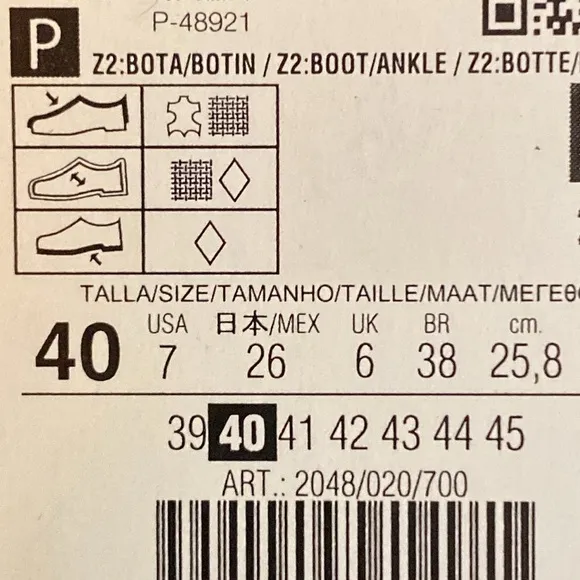 P-48921
P
Z2:BOTA/BOTIN / Z2:BOOT/ANKLE / Z2:BOTTE/
TALLA/SIZE/TAMANHO/TAILLE/MAAT/ΜΕΓΕΘ
USA 日本/MEX UK BR cm.
40 7 26 6 38 25,8
39 40 41 42 43 44 45
ART.: 2048/020/700